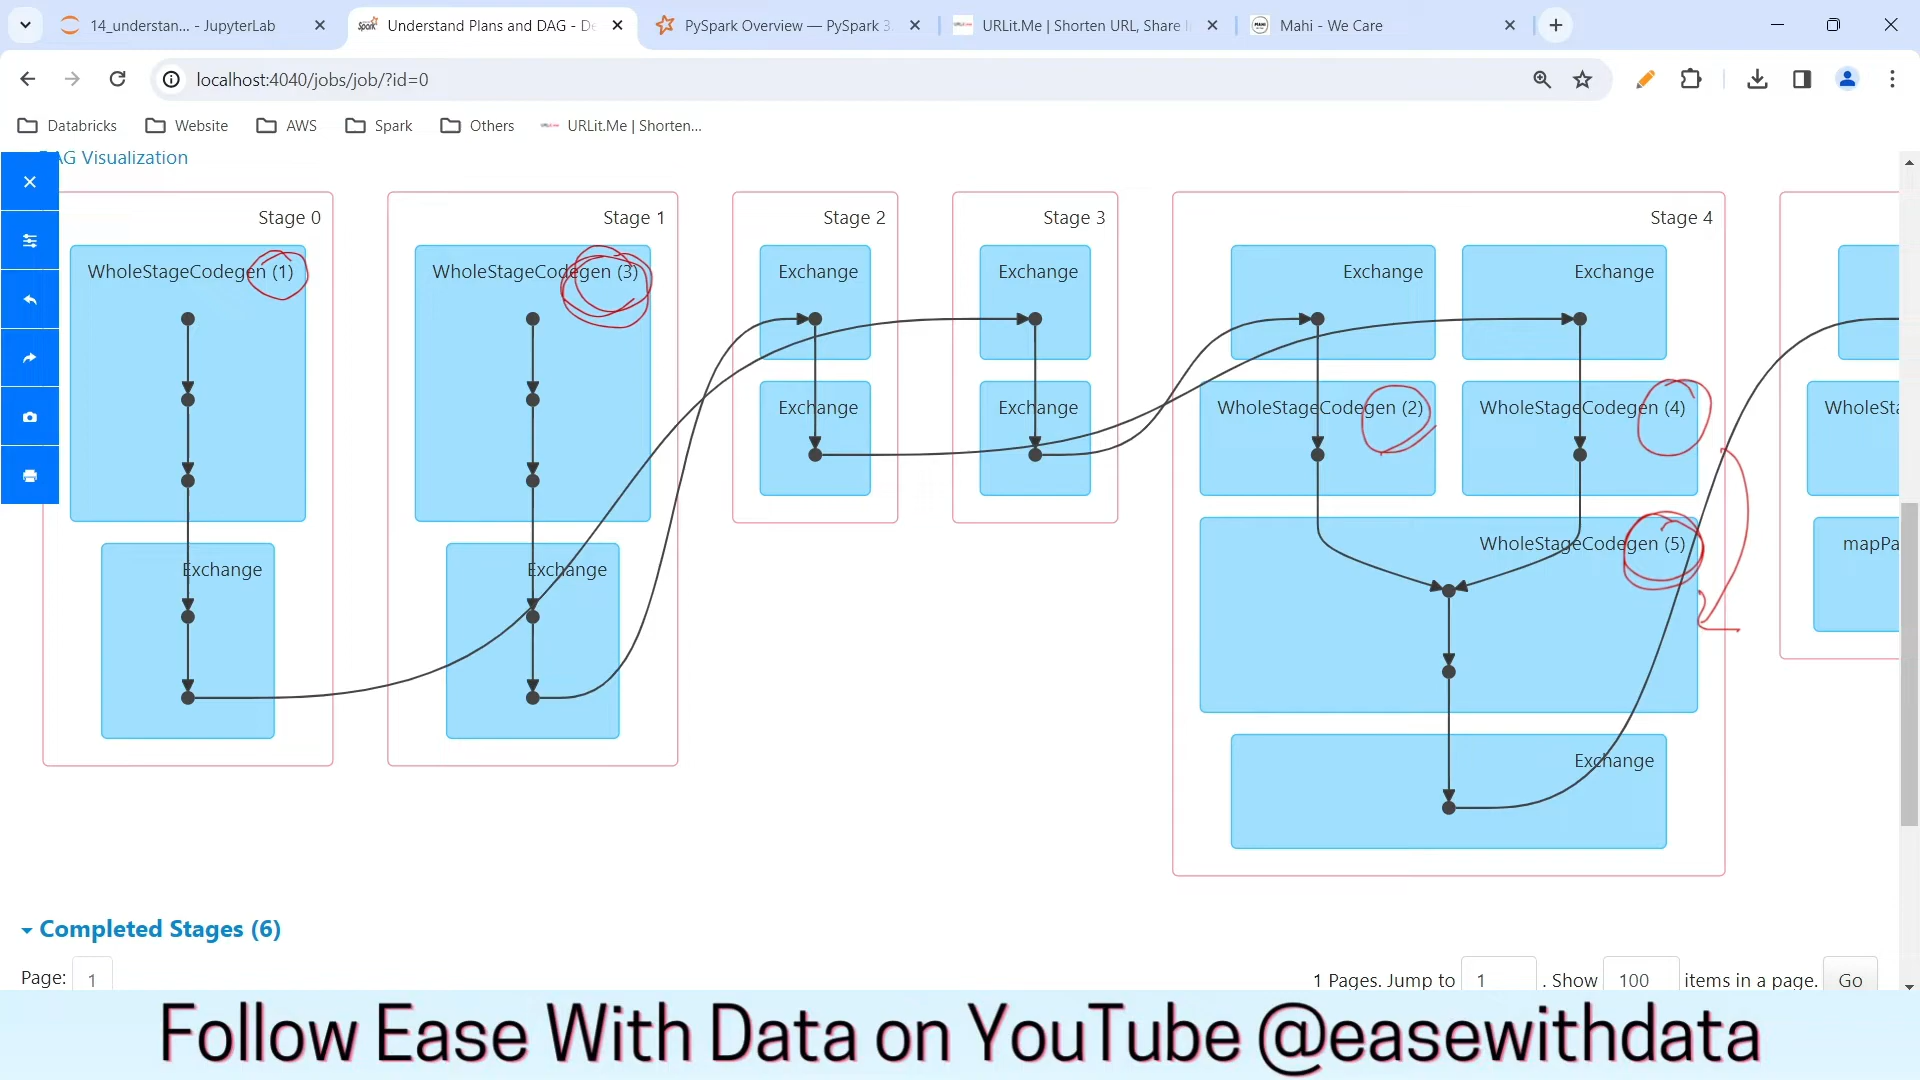 14_understan... - JupyterLab
Understand Plans and DAG - De
PySpark Overview — PySpark 3.
URLit.Me | Shorten URL, Share
Mahi - We Care
localhost:4040/jobs/job/?id=0
Databricks
Website
AWS
Spark
Others
URLit.Me | Shorten...
AG Visualization
Stage 0
Stage 1
Stage 2
Stage 3
Stage 4
WholeStageCodegen (1)
WholeStageCodegen (3)
Exchange
Exchange
Exchange
Exchange
Exchange
Exchange
WholeStageCodegen (2)
WholeStageCodegen (4)
WholeSta
WholeStageCodegen (5)
mapPa
Exchange
Exchange
Exchange
Completed Stages (6)
Page: 1
1 Pages. Jump to 1 . Show 100 items in a page. Go
Follow Ease With Data on YouTube @easewithdata